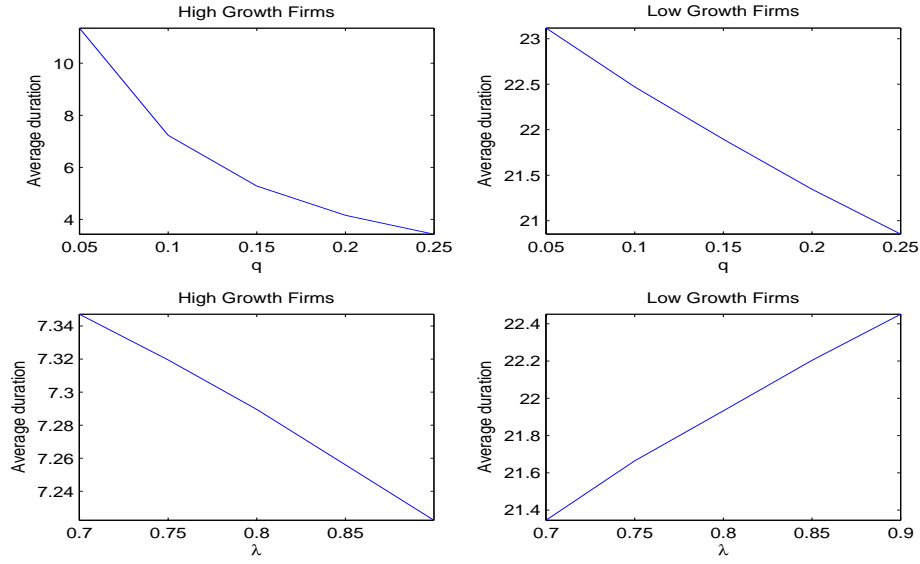 High Growth Firms
Average duration
10
8
6
4
0.05 0.1 0.15 0.2 0.25
q
Low Growth Firms
Average duration
23
22.5
22
21.5
21
0.05 0.1 0.15 0.2 0.25
q
High Growth Firms
Average duration
7.34
7.32
7.3
7.28
7.26
7.24
0.7 0.75 0.8 0.85
λ
Low Growth Firms
Average duration
22.4
22.2
22
21.8
21.6
21.4
0.7 0.75 0.8 0.85 0.9
λ